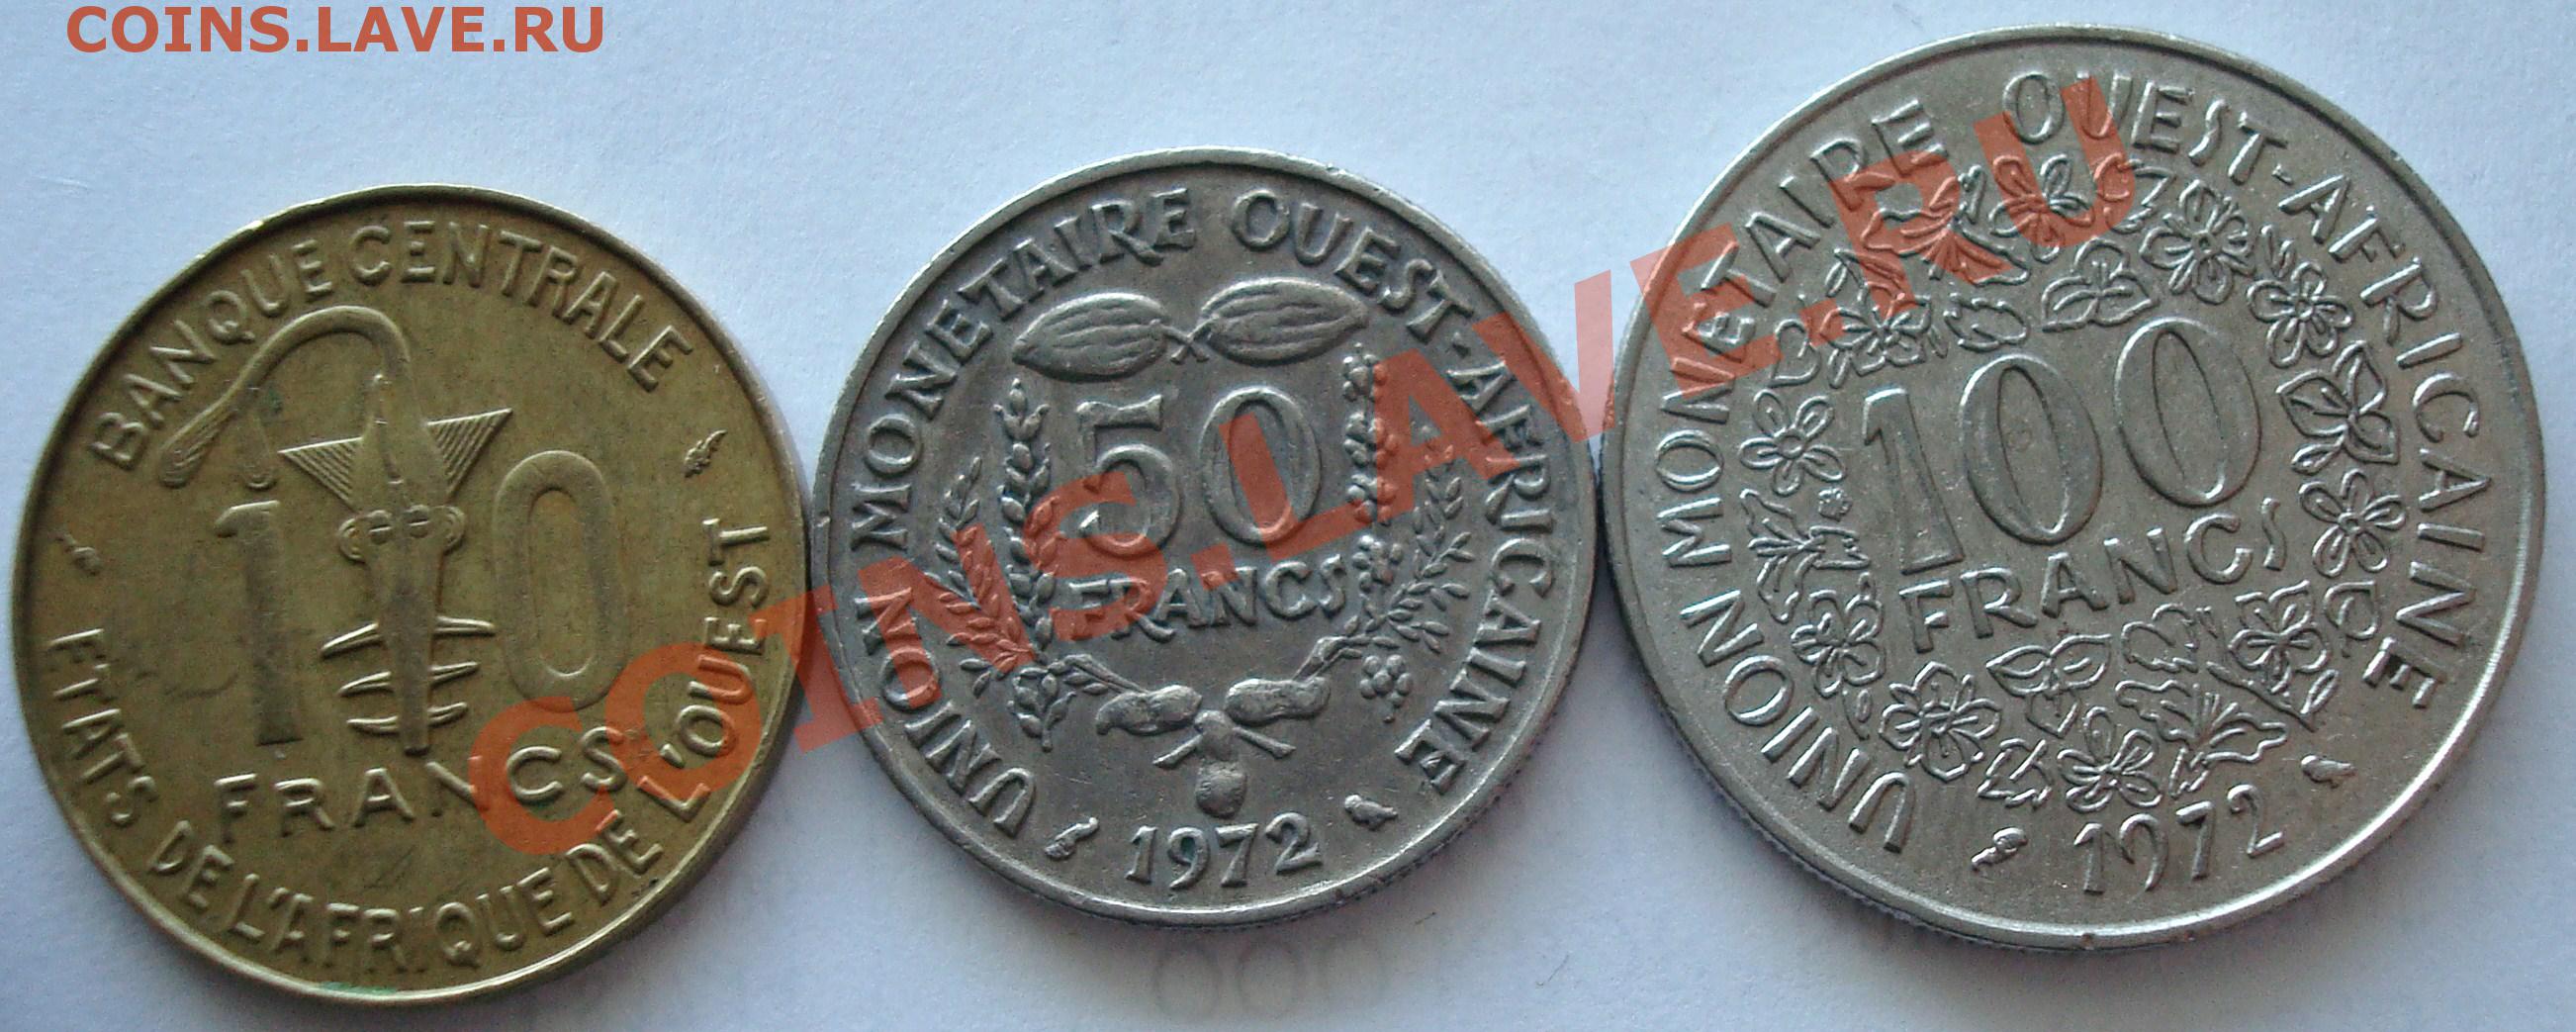 COINS.LAVE.RU
BANQUE CENTRALE
10
FRANCS
ETATS DE L'AFRIQUE DE L'OUEST
UNION MONETAIRE OUEST-AFRICAINE
50
FRANCS
1972
UNION MONETAIRE OUEST-AFRICAINE
100
FRANCS
1972
COINS.LAVE.RU